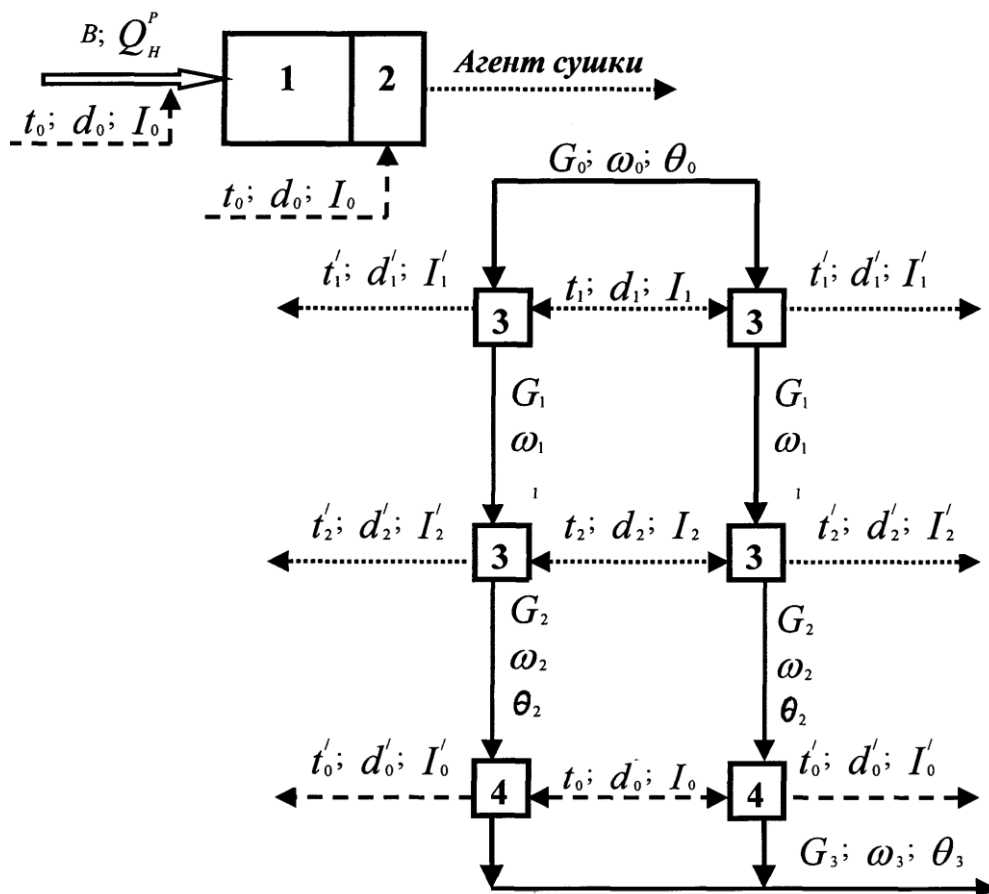 B; Q_H^P
1 2 Агент сушки
t₀; d₀; I₀
G₀; ω₀; θ₀
t₀; d₀; I₀
t₁′; d₁′; I₁′ t₁; d₁; I₁ t₁′; d₁′; I₁′
3 3
G₁ G₁
ω₁ ω₁
₁ ₁
t₂′; d₂′; I₂′ t₂; d₂; I₂ t₂′; d₂′; I₂′
3 3
G₂ G₂
ω₂ ω₂
θ₂ θ₂
t₀′; d₀′; I₀′ t₀; d₀; I₀ t₀′; d₀′; I₀′
4 4
G₃; ω₃; θ₃